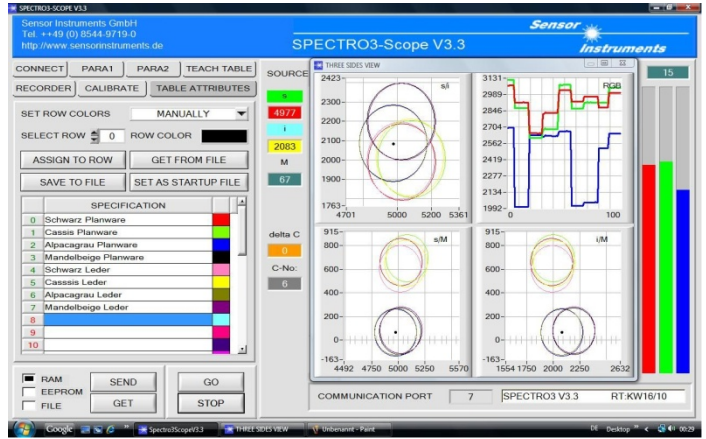 SPECTRO3-SCOPE V3.3
Sensor Instruments GmbH
Tel. ++49 (0) 8544-9719-0
http://www.sensorinstruments.de
SPECTRO3-Scope V3.3
Sensor
Instruments
CONNECT PARA1 PARA2 TEACH TABLE
RECORDER CALIBRATE TABLE ATTRIBUTES
SET ROW COLORS MANUALLY
SELECT ROW 0 ROW COLOR
ASSIGN TO ROW GET FROM FILE
SAVE TO FILE SET AS STARTUP FILE
SPECIFICATION
0 Schwarz Planware
1 Cassis Planware
2 Alpacagrau Planware
3 Mandelbeige Planware
4 Schwarz Leder
5 Casssis Leder
6 Alpacagrau Leder
7 Mandelbeige Leder
8
9
10
RAM
EEPROM
FILE
SEND GO
GET STOP
SOURCE
s
4977
i
2083
M
67
delta C
0
C-No:
6
THREE SIDES VIEW
s/i
2423
2300
2200
2100
2000
1900
1763
4701 5000 5200 5361
RGB
3131
2989
2846
2704
2562
2419
2277
2134
1992
0 100
s/M
915
800
600
400
200
0
-163
4492 4750 5000 5250 5570
i/M
915
800
600
400
200
0
-163
1554 1750 2000 2250 2632
15
COMMUNICATION PORT 7 SPECTRO3 V3.3 RT:KW16/10
Google Spectro3ScopeV3.3 THREE SIDES VIEW Unbenannt - Paint DE Desktop 00:29